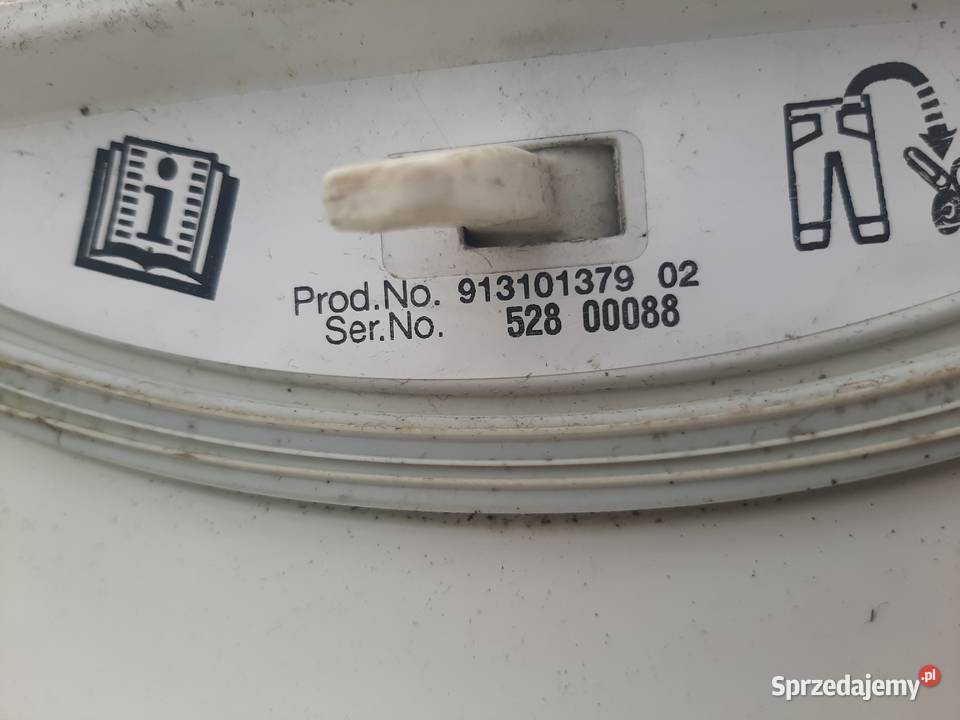 i
Prod.No. 913101379 02
Ser.No. 528 00088
Sprzedajemy.pl